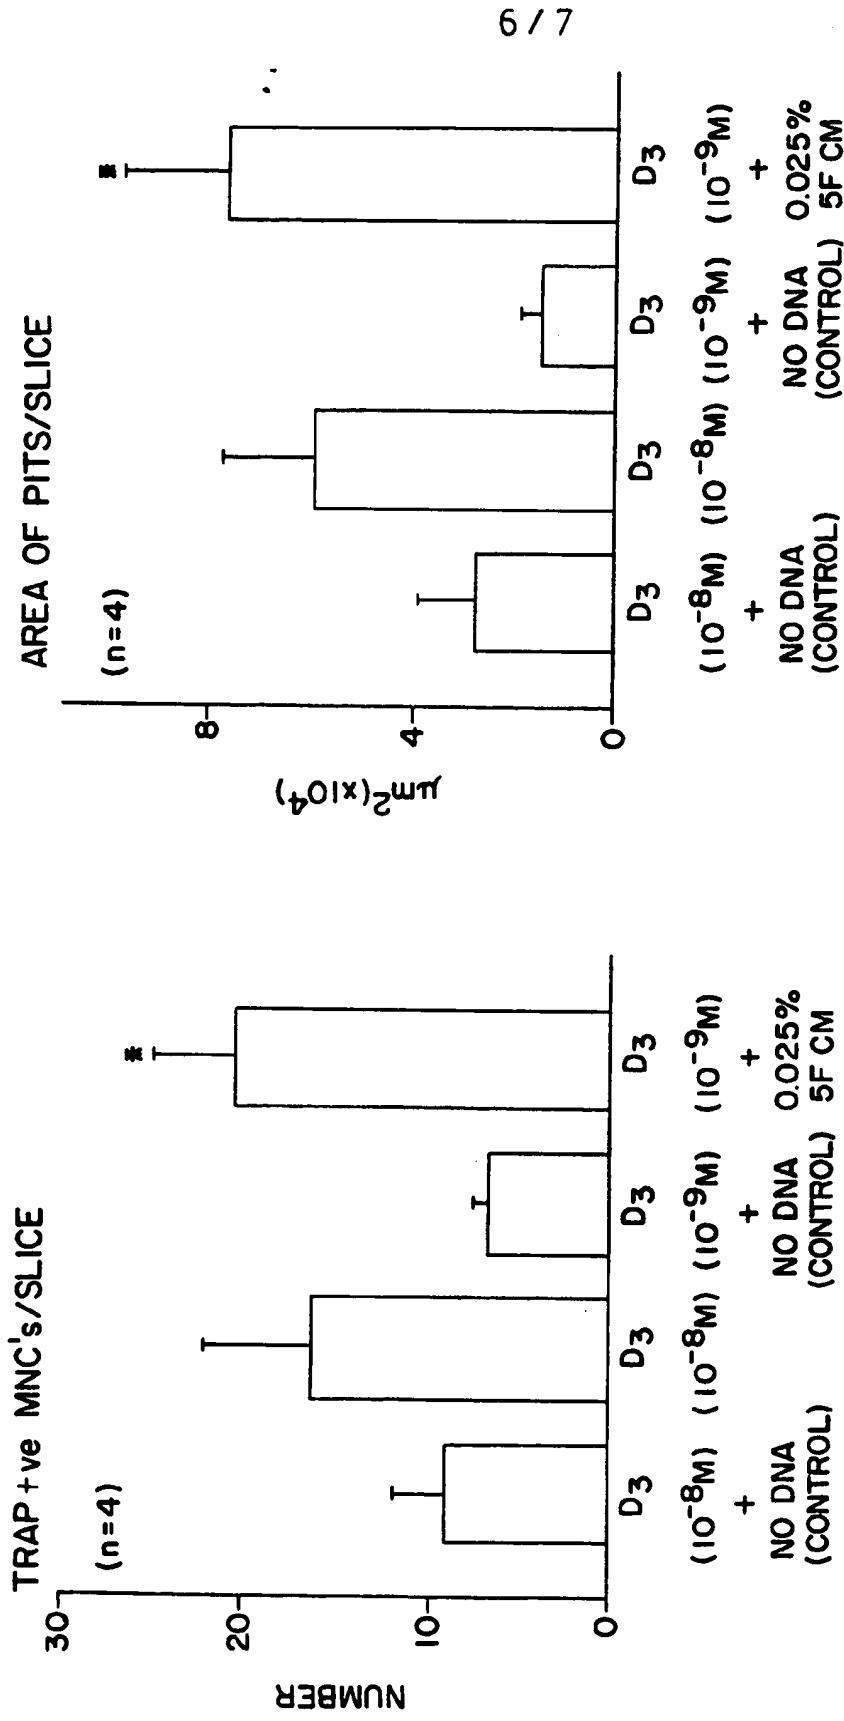 6 / 7
TRAP +ve MNC's/SLICE
(n=4)
NUMBER
30
20
10
0
D3
(10⁻⁸M)
+
NO DNA
(CONTROL)
D3
(10⁻⁸M)
D3
(10⁻⁹M)
+
NO DNA
(CONTROL)
D3
(10⁻⁹M)
+
0.025%
5F CM
*
AREA OF PITS/SLICE
(n=4)
μm²(x10⁴)
8
4
0
D3
(10⁻⁸M)
+
NO DNA
(CONTROL)
D3
(10⁻⁸M)
D3
(10⁻⁹M)
+
NO DNA
(CONTROL)
D3
(10⁻⁹M)
+
0.025%
5F CM
*